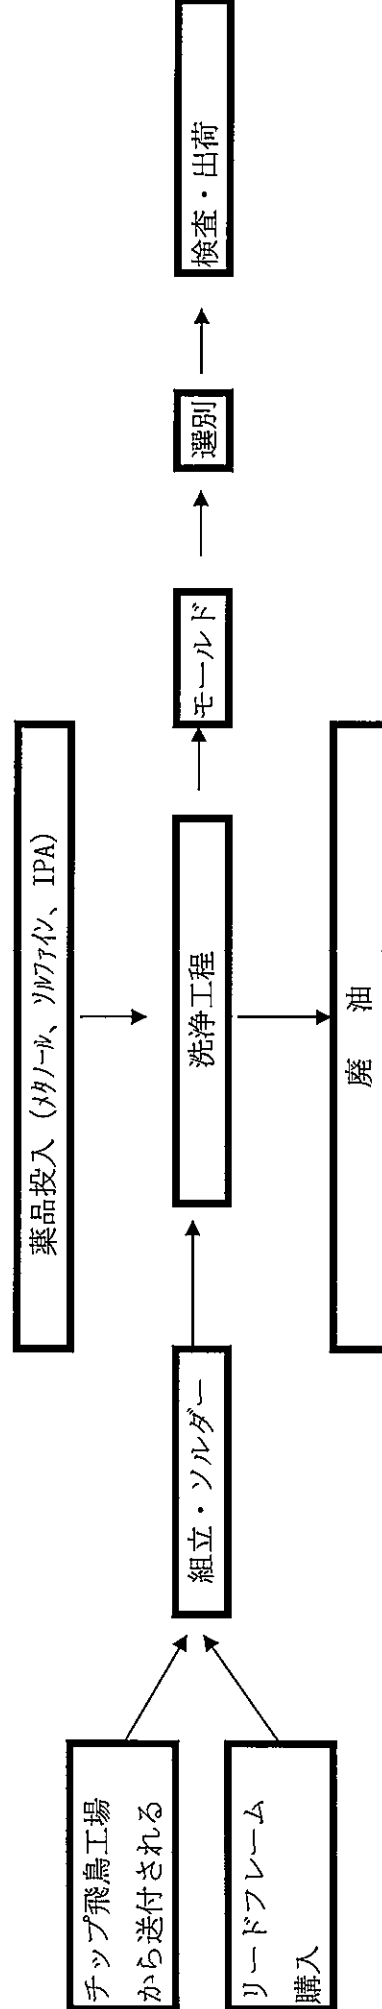 チップ飛鳥工場
から送付される
リードフレーム
購入
組立・ソルダー
薬品投入(メタノール、ソルファイン、IPA)
洗浄工程
廃 油
モールド
選別
検査・出荷